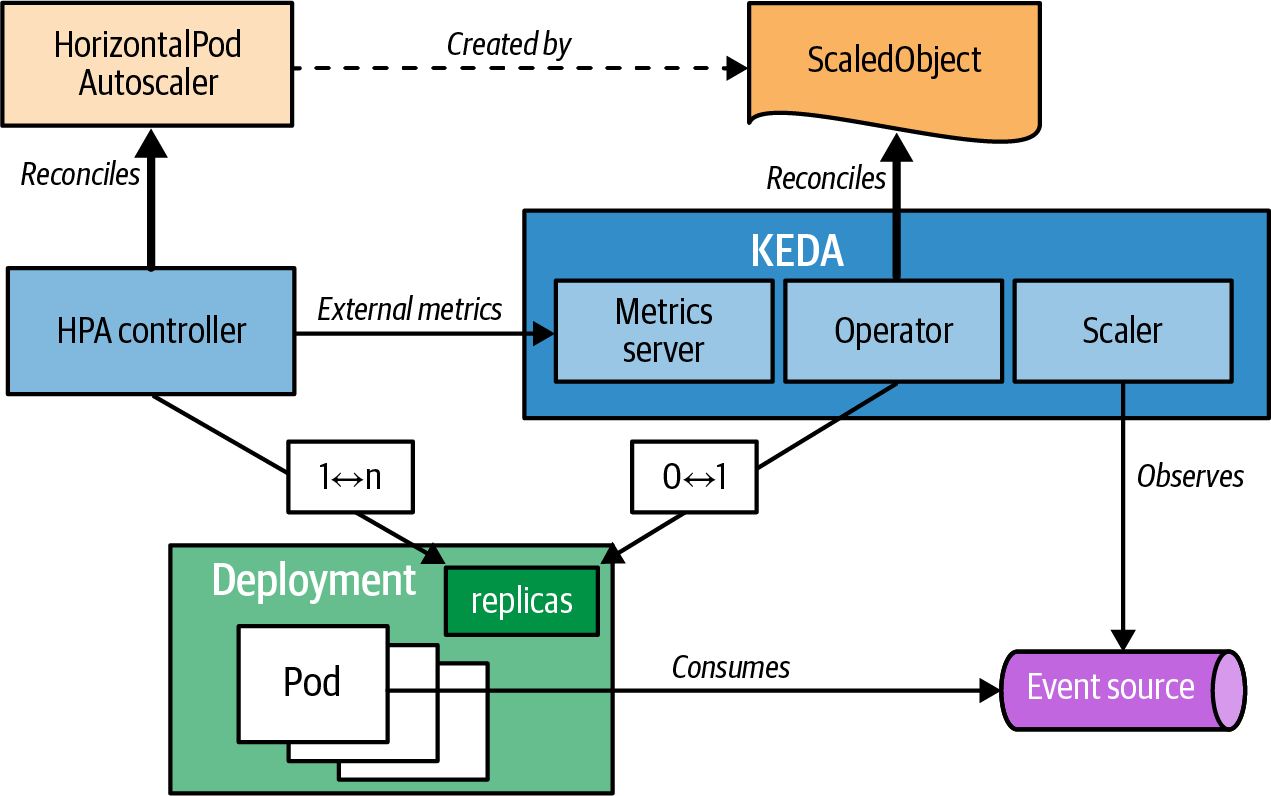 HorizontalPod
Autoscaler
Created by
ScaledObject
Reconciles
Reconciles
KEDA
HPA controller
External metrics
Metrics
server
Operator
Scaler
1↔n
0↔1
Observes
Deployment
replicas
Pod
Consumes
Event source